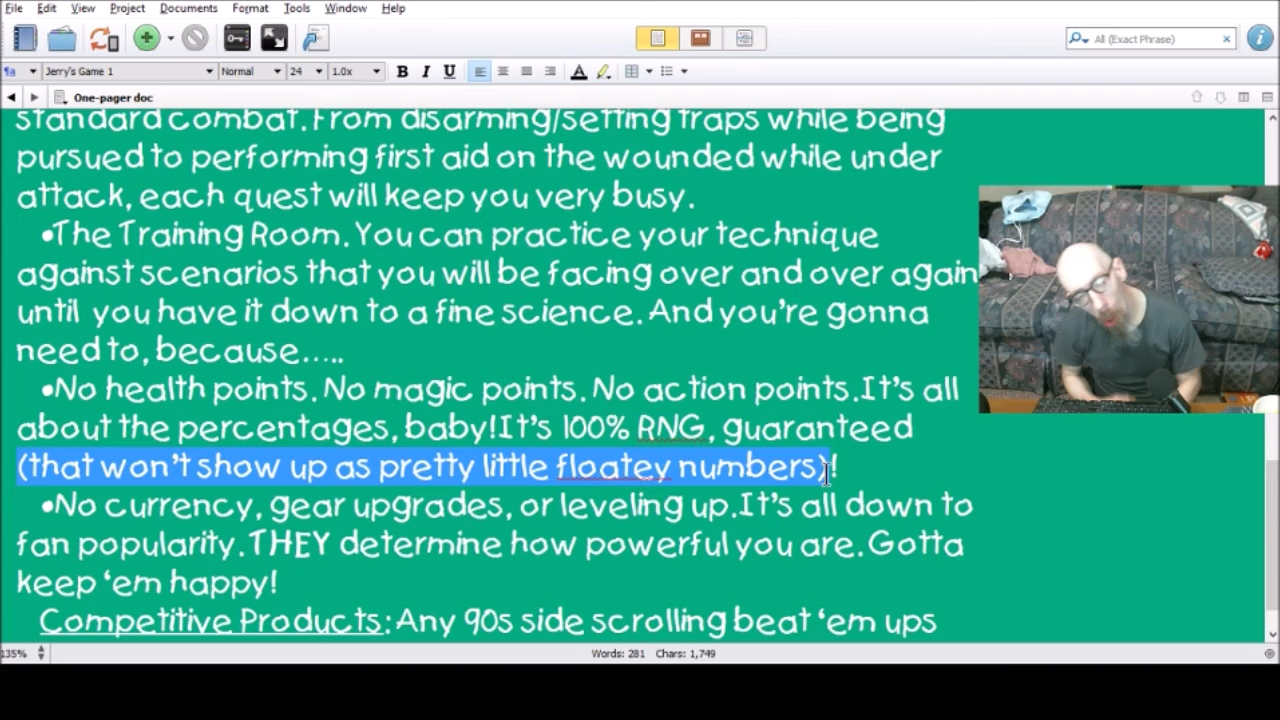 File Edit View Project Documents Format Tools Window Help
All (Exact Phrase)
Jerry's Game 1 Normal 24 1.0x B I U A
One-pager doc
standard combat. From disarming/setting traps while being
pursued to performing first aid on the wounded while under
attack, each quest will keep you very busy.
•The Training Room. You can practice your technique
against scenarios that you will be facing over and over again
until you have it down to a fine science. And you're gonna
need to, because.....
•No health points. No magic points. No action points.It's all
about the percentages, baby!It's 100% RNG, guaranteed
(that won't show up as pretty little floatey numbers)!
•No currency, gear upgrades, or leveling up.It's all down to
fan popularity.THEY determine how powerful you are.Gotta
keep 'em happy!
Competitive Products:Any 90s side scrolling beat 'em ups
135% Words: 281 Chars: 1,749